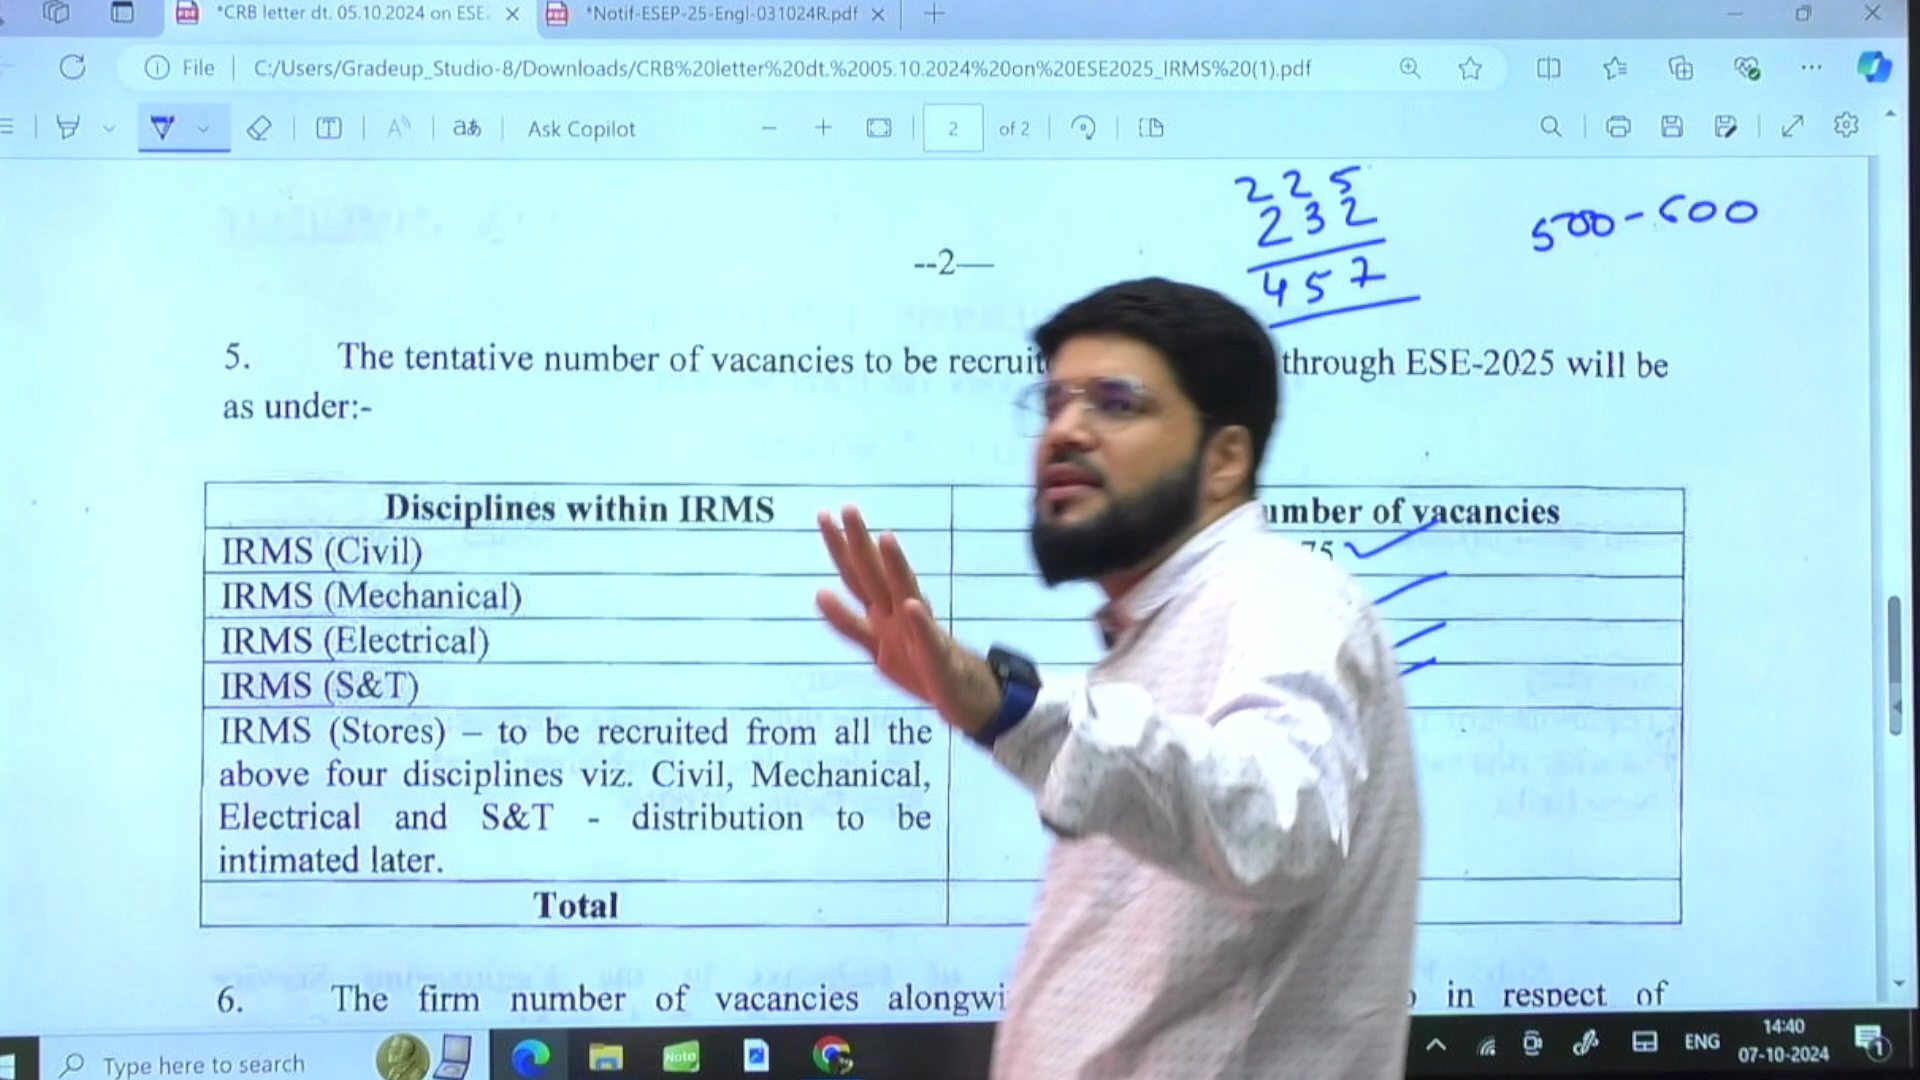 *CRB letter dt. 05.10.2024 on ESE
*Notif-ESEP-25-Engl-031024R.pdf
File
C:/Users/Gradeup_Studio-8/Downloads/CRB%20letter%20dt.%2005.10.2024%20on%20ESE2025_IRMS%20(1).pdf
aあ
Ask Copilot
2
of 2
225
232
457
500-600
--2—
5. The tentative number of vacancies to be recruit through ESE-2025 will be
as under:-
Disciplines within IRMS
umber of vacancies
IRMS (Civil)
75
IRMS (Mechanical)
IRMS (Electrical)
IRMS (S&T)
IRMS (Stores) – to be recruited from all the
above four disciplines viz. Civil, Mechanical,
Electrical and S&T - distribution to be
intimated later.
Total
6. The firm number of vacancies alongwi in respect of
Type here to search
Note
ENG
14:40
07-10-2024
1